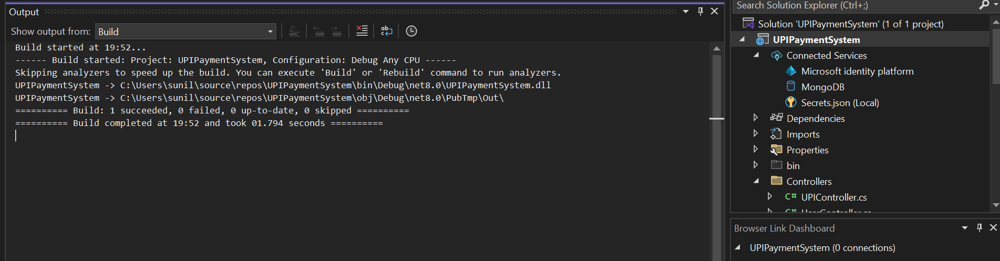 Output
Show output from: Build
Build started at 19:52...
------ Build started: Project: UPIPaymentSystem, Configuration: Debug Any CPU ------
Skipping analyzers to speed up the build. You can execute 'Build' or 'Rebuild' command to run analyzers.
UPIPaymentSystem -> C:\Users\sunil\source\repos\UPIPaymentSystem\bin\Debug\net8.0\UPIPaymentSystem.dll
UPIPaymentSystem -> C:\Users\sunil\source\repos\UPIPaymentSystem\obj\Debug\net8.0\PubTmp\Out\
========== Build: 1 succeeded, 0 failed, 0 up-to-date, 0 skipped ==========
========== Build completed at 19:52 and took 01.794 seconds ==========
Search Solution Explorer (Ctrl+;)
Solution 'UPIPaymentSystem' (1 of 1 project)
UPIPaymentSystem
Connected Services
Microsoft identity platform
MongoDB
Secrets.json (Local)
Dependencies
Imports
Properties
bin
Controllers
C# UPIController.cs
C# UserController.cs
Browser Link Dashboard
UPIPaymentSystem (0 connections)